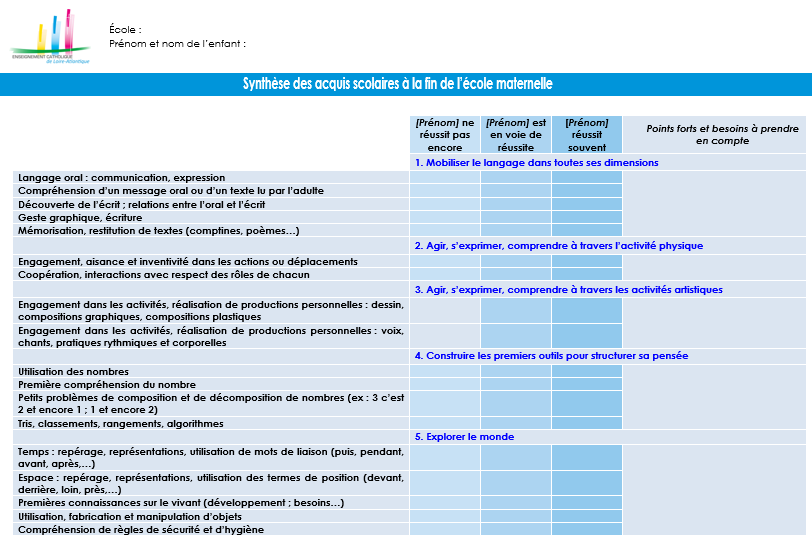 ENSEIGNEMENT CATHOLIQUE
de Loire-Atlantique
École :
Prénom et nom de l'enfant :
Synthèse des acquis scolaires à la fin de l'école maternelle
[Prénom] ne
réussit pas
encore
[Prénom] est
en voie de
réussite
[Prénom]
réussit
souvent
Points forts et besoins à prendre
en compte
1. Mobiliser le langage dans toutes ses dimensions
Langage oral : communication, expression
Compréhension d'un message oral ou d'un texte lu par l'adulte
Découverte de l'écrit ; relations entre l'oral et l'écrit
Geste graphique, écriture
Mémorisation, restitution de textes (comptines, poèmes…)
2. Agir, s'exprimer, comprendre à travers l'activité physique
Engagement, aisance et inventivité dans les actions ou déplacements
Coopération, interactions avec respect des rôles de chacun
3. Agir, s'exprimer, comprendre à travers les activités artistiques
Engagement dans les activités, réalisation de productions personnelles : dessin,
compositions graphiques, compositions plastiques
Engagement dans les activités, réalisation de productions personnelles : voix,
chants, pratiques rythmiques et corporelles
4. Construire les premiers outils pour structurer sa pensée
Utilisation des nombres
Première compréhension du nombre
Petits problèmes de composition et de décomposition de nombres (ex : 3 c'est
2 et encore 1 ; 1 et encore 2)
Tris, classements, rangements, algorithmes
5. Explorer le monde
Temps : repérage, représentations, utilisation de mots de liaison (puis, pendant,
avant, après,…)
Espace : repérage, représentations, utilisation des termes de position (devant,
derrière, loin, près,…)
Premières connaissances sur le vivant (développement ; besoins…)
Utilisation, fabrication et manipulation d'objets
Compréhension de règles de sécurité et d'hygiène